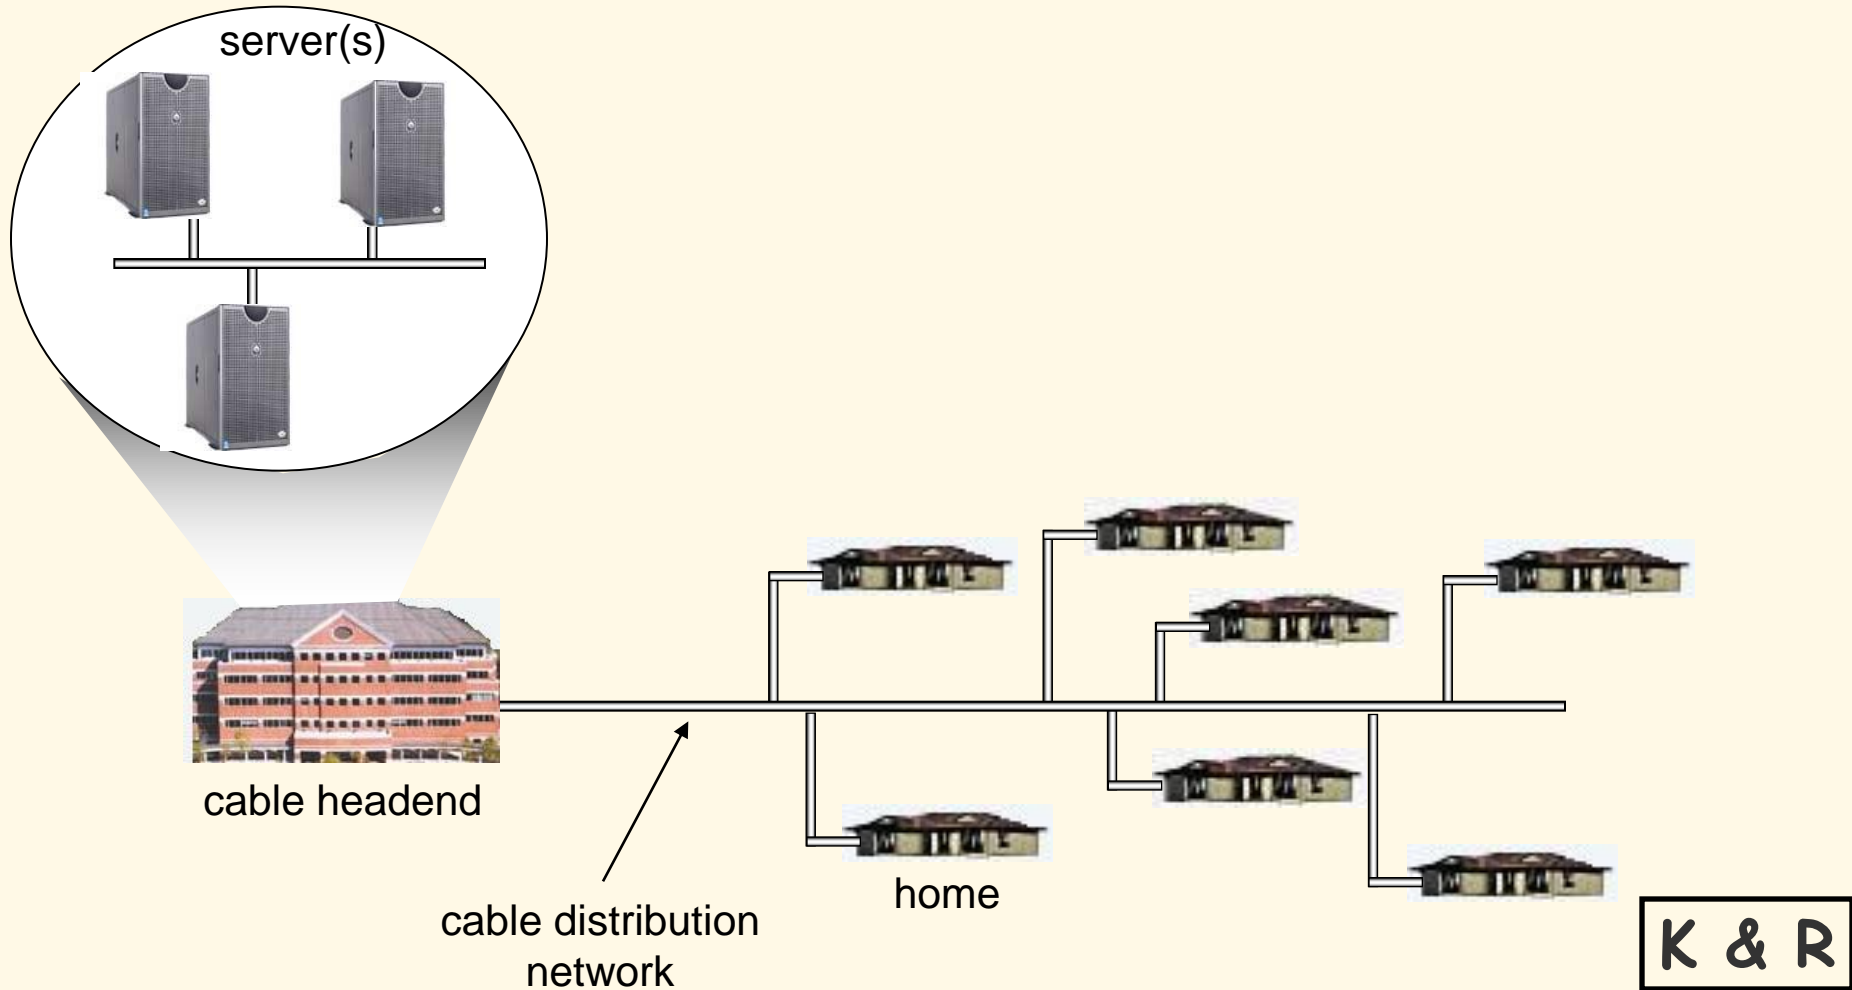 server(s)
cable headend
home
cable distribution
network
K & R